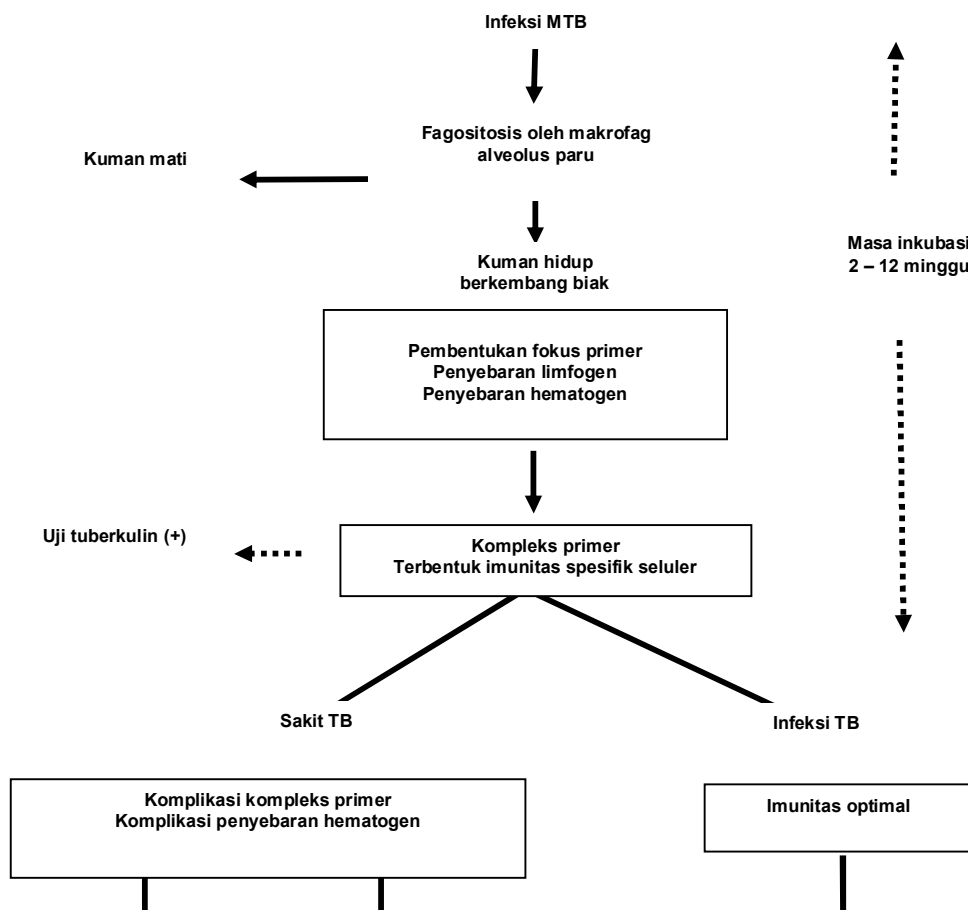 Infeksi MTB
Fagositosis oleh makrofag
alveolus paru
Kuman mati
Kuman hidup
berkembang biak
Masa inkubasi
2 – 12 minggu
Pembentukan fokus primer
Penyebaran limfogen
Penyebaran hematogen
Uji tuberkulin (+)
Kompleks primer
Terbentuk imunitas spesifik seluler
Sakit TB
Infeksi TB
Komplikasi kompleks primer
Komplikasi penyebaran hematogen
Imunitas optimal